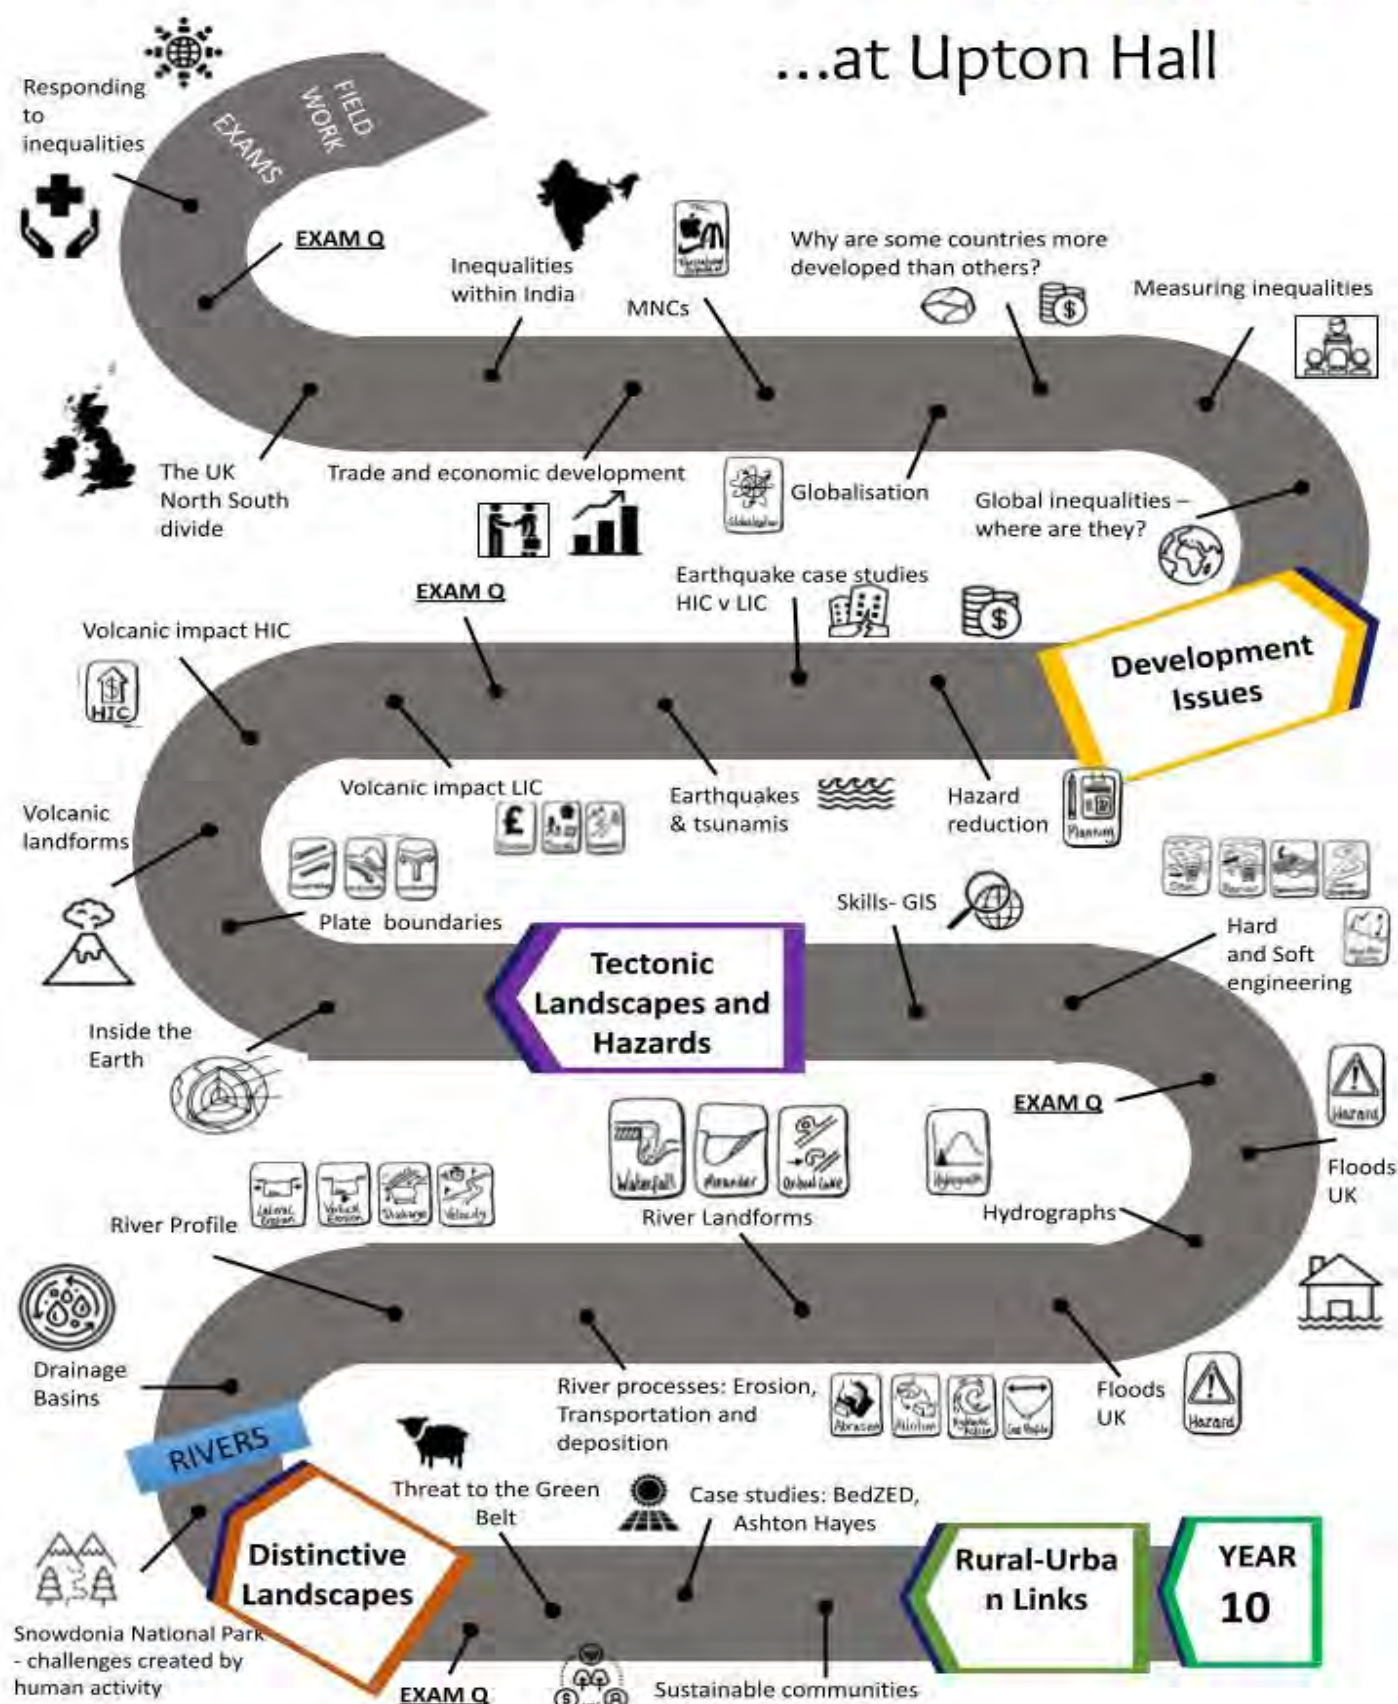 ...at Upton Hall
Responding
to
inequalities
FIELD
WORK
EXAMS
EXAM Q
Inequalities
within India
MNCs
Why are some countries more
developed than others?
Measuring inequalities
The UK
North South
divide
Trade and economic development
Globalisation
Global inequalities –
where are they?
Development
Issues
EXAM Q
Earthquake case studies
HIC v LIC
Volcanic impact HIC
HIC
Volcanic impact LIC
Earthquakes
& tsunamis
Hazard
reduction
Planning
Volcanic
landforms
Plate boundaries
Skills- GIS
Hard
and Soft
engineering
Tectonic
Landscapes and
Hazards
Inside the
Earth
EXAM Q
Hazard
Floods
UK
Waterfall
Meander
Hydrographs
River Landforms
River Profile
Lateral
Erosion
Vertical
Erosion
Discharge
Velocity
Drainage
Basins
River processes: Erosion,
Transportation and
deposition
Abrasion
Attrition
Hydraulic
Action
Floods
UK
Hazard
RIVERS
Threat to the Green
Belt
Case studies: BedZED,
Ashton Hayes
Distinctive
Landscapes
Rural-Urba
n Links
YEAR
10
Snowdonia National Park
- challenges created by
human activity
EXAM Q
Sustainable communities